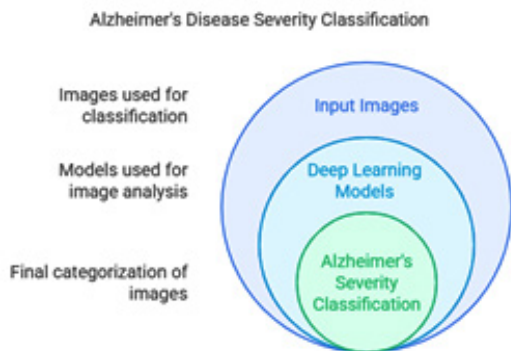 Alzheimer's Disease Severity Classification
Images used for
classification
Input Images
Models used for
image analysis
Deep Learning
Models
Final categorization of
images
Alzheimer's
Severity
Classification